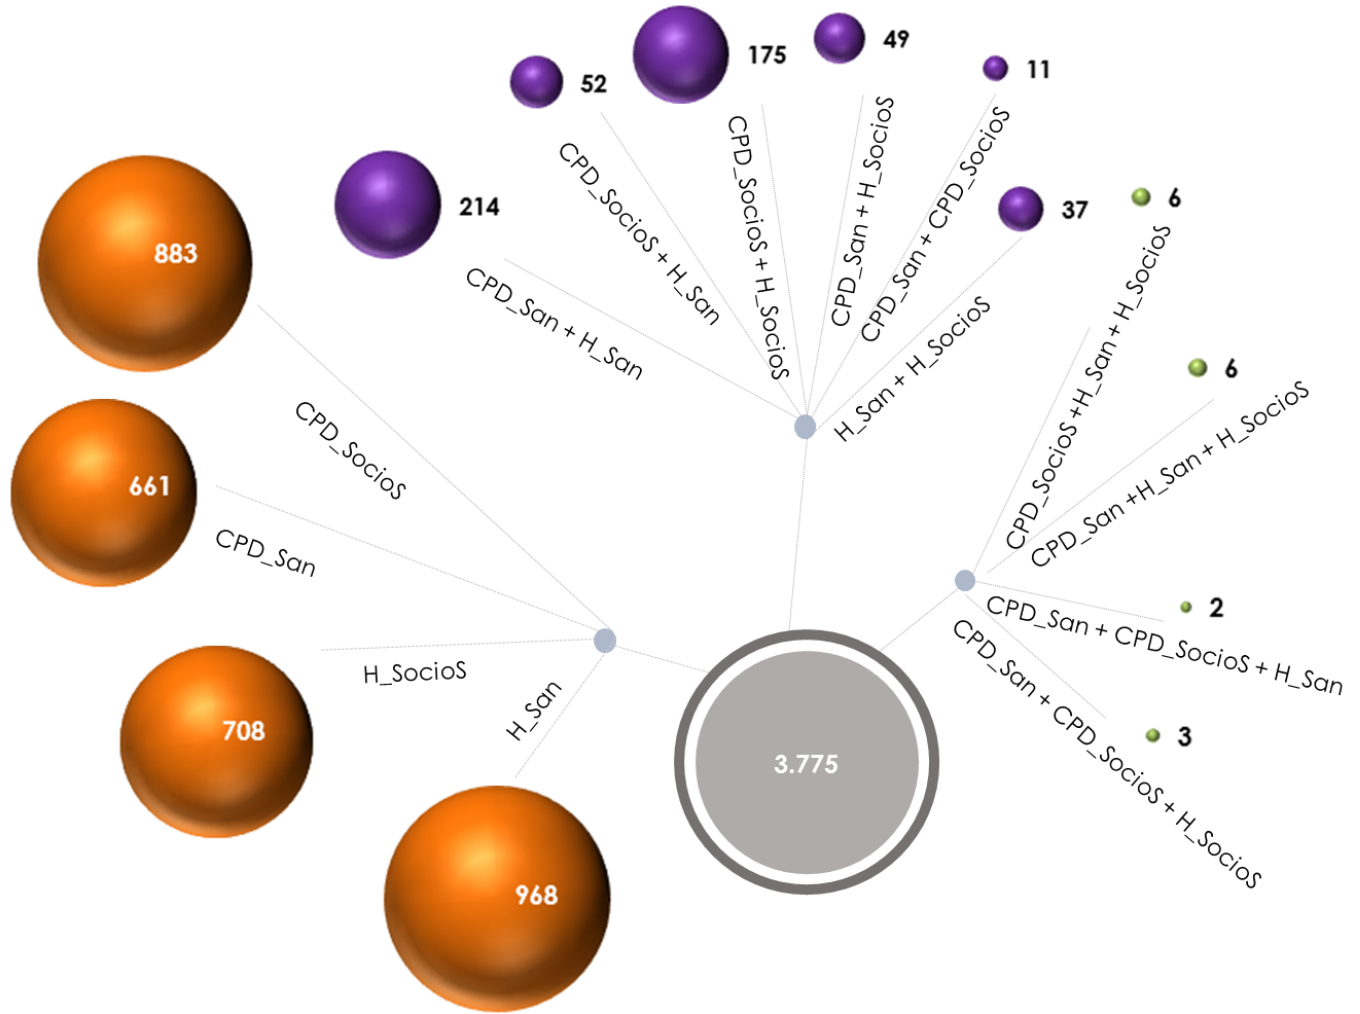 175
49
11
52
CPD_SocioS + H_San
CPD_SocioS + H_SocioS
CPD_San + H_SocioS
CPD_San + CPD_SocioS
214
CPD_San + H_San
37
H_San + H_SocioS
6
CPD_SocioS +H_San + H_SocioS
883
6
CPD_San +H_San + H_SocioS
CPD_SocioS
661
CPD_San
2
CPD_San + CPD_SocioS + H_San
H_SocioS
H_San
3
CPD_San + CPD_SocioS + H_SocioS
708
3.775
968